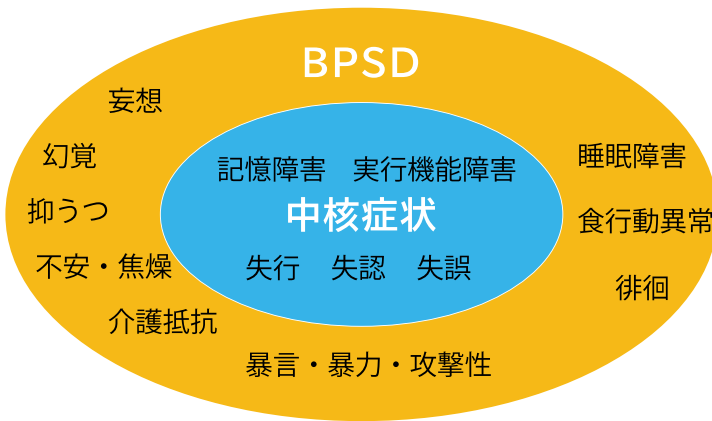 BPSD
妄想
幻覚
抑うつ
不安・焦燥
介護抵抗
暴言・暴力・攻撃性
睡眠障害
食行動異常
徘徊
記憶障害 実行機能障害
中核症状
失行 失認 失誤